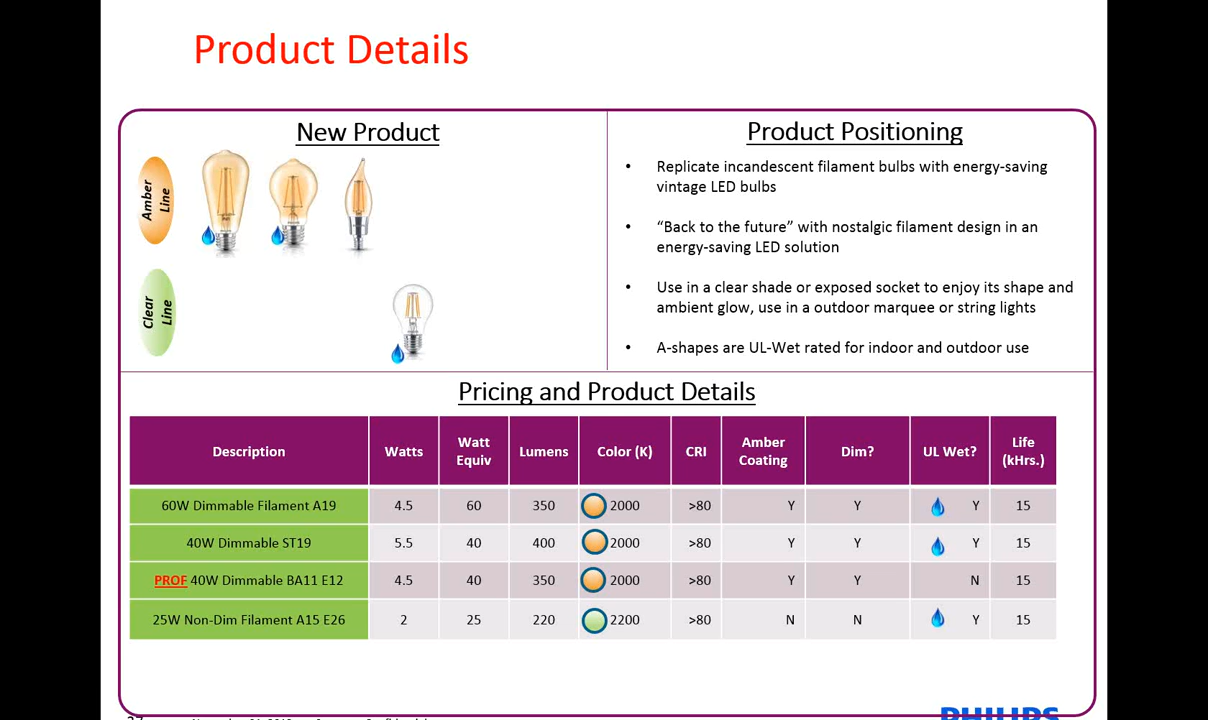 Product Details
New Product
Amber
Line
Clear
Line
Product Positioning
• Replicate incandescent filament bulbs with energy-saving
vintage LED bulbs
• “Back to the future” with nostalgic filament design in an
energy-saving LED solution
• Use in a clear shade or exposed socket to enjoy its shape and
ambient glow, use in a outdoor marquee or string lights
• A-shapes are UL-Wet rated for indoor and outdoor use
Pricing and Product Details
Description Watts Watt Equiv Lumens Color (K) CRI Amber Coating Dim? UL Wet? Life (kHrs.)
60W Dimmable Filament A19 4.5 60 350 2000 >80 Y Y Y 15
40W Dimmable ST19 5.5 40 400 2000 >80 Y Y Y 15
PROF 40W Dimmable BA11 E12 4.5 40 350 2000 >80 Y Y N 15
25W Non-Dim Filament A15 E26 2 25 220 2200 >80 N N Y 15
PHILIPS